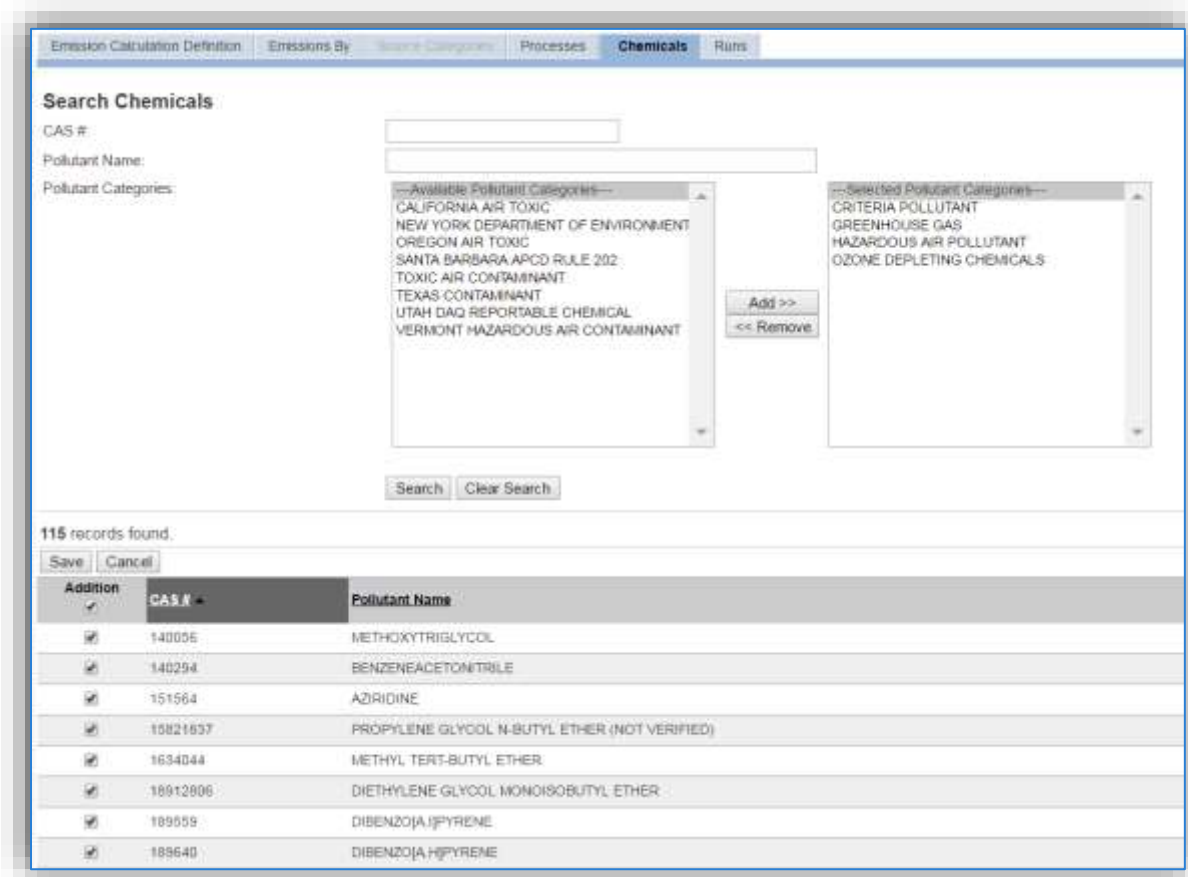 Emission Calculation Definition Emissions By Source Categories Processes Chemicals Runs
Search Chemicals
CAS #:
Pollutant Name:
Pollutant Categories:
---Available Pollutant Categories---
CALIFORNIA AIR TOXIC
NEW YORK DEPARTMENT OF ENVIRONMENT
OREGON AIR TOXIC
SANTA BARBARA APCD RULE 202
TOXIC AIR CONTAMINANT
TEXAS CONTAMINANT
UTAH DAQ REPORTABLE CHEMICAL
VERMONT HAZARDOUS AIR CONTAMINANT
Add >>
<< Remove
---Selected Pollutant Categories---
CRITERIA POLLUTANT
GREENHOUSE GAS
HAZARDOUS AIR POLLUTANT
OZONE DEPLETING CHEMICALS
Search Clear Search
115 records found.
Save Cancel
Addition CAS # Pollutant Name
140056 METHOXYTRIGLYCOL
140294 BENZENEACETONITRILE
151564 AZIRIDINE
15821837 PROPYLENE GLYCOL N-BUTYL ETHER (NOT VERIFIED)
1634044 METHYL TERT-BUTYL ETHER
18912806 DIETHYLENE GLYCOL MONOISOBUTYL ETHER
189559 DIBENZO[A,I]PYRENE
189640 DIBENZO[A,H]PYRENE